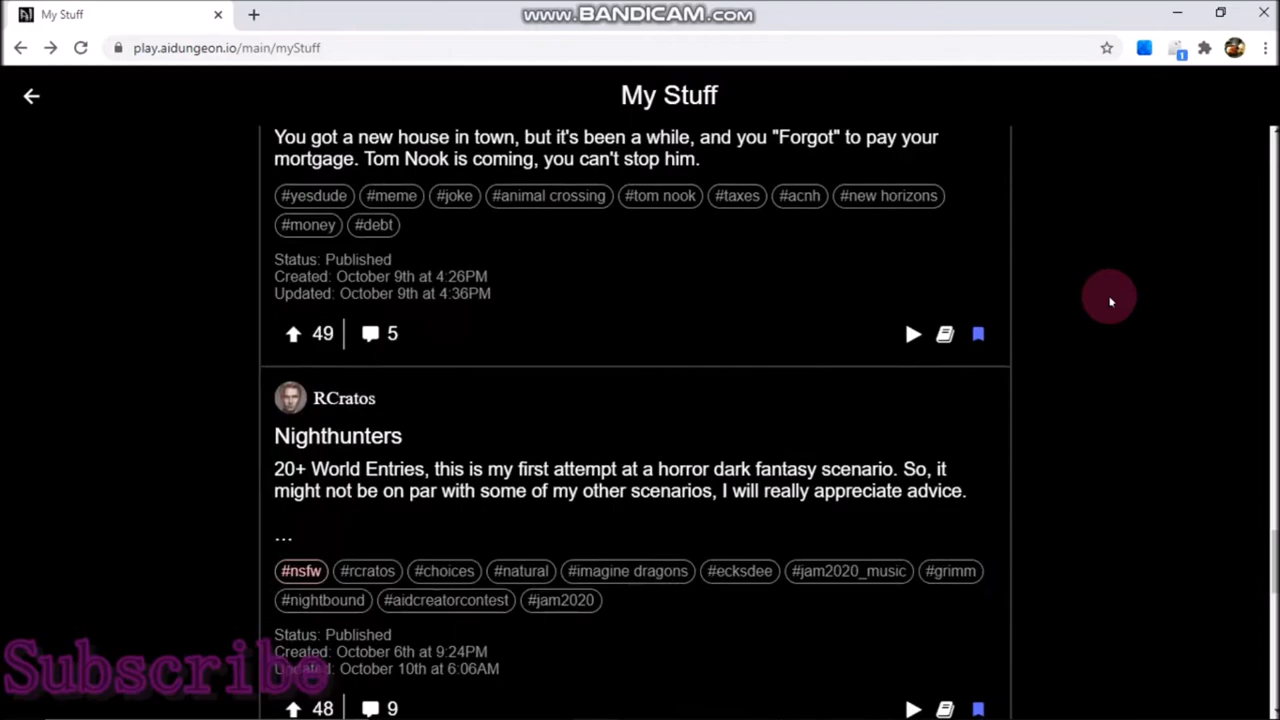 My Stuff
www.BANDICAM.com
play.aidungeon.io/main/myStuff
1
My Stuff
You got a new house in town, but it's been a while, and you "Forgot" to pay your
mortgage. Tom Nook is coming, you can't stop him.
#yesdude #meme #joke #animal crossing #tom nook #taxes #acnh #new horizons
#money #debt
Status: Published
Created: October 9th at 4:26PM
Updated: October 9th at 4:36PM
49 5
RCratos
Nighthunters
20+ World Entries, this is my first attempt at a horror dark fantasy scenario. So, it
might not be on par with some of my other scenarios, I will really appreciate advice.
...
#nsfw #rcratos #choices #natural #imagine dragons #ecksdee #jam2020_music #grimm
#nightbound #aidcreatorcontest #jam2020
Status: Published
Created: October 6th at 9:24PM
Updated: October 10th at 6:06AM
Subscribe
48 9